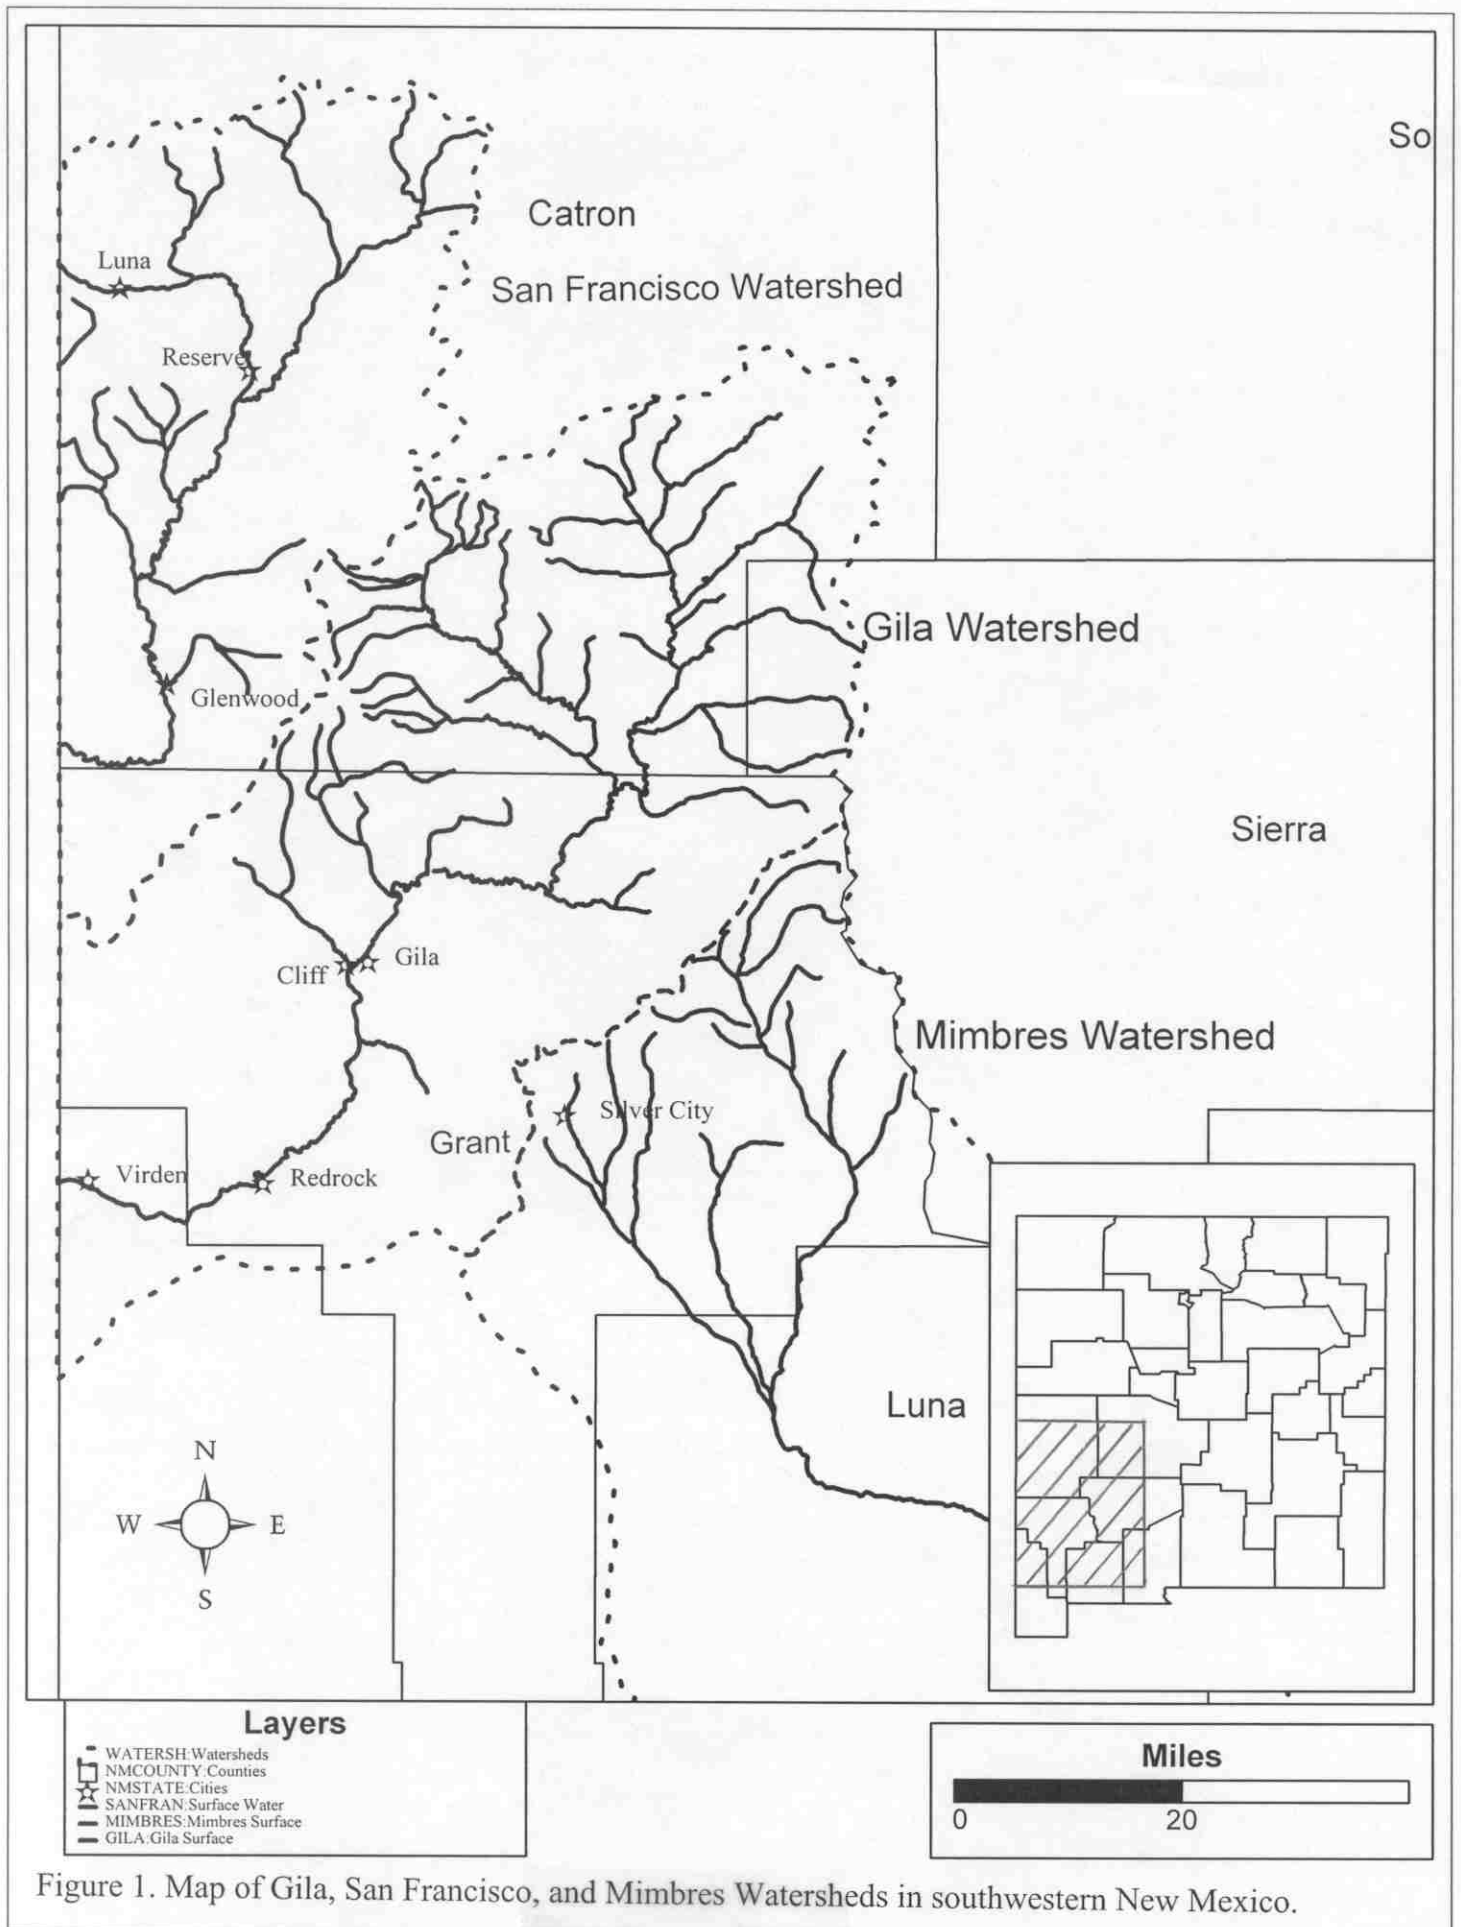 So
Catron
Luna
San Francisco Watershed
Reserve
Gila Watershed
Glenwood
Sierra
Gila
Cliff
Mimbres Watershed
Silver City
Grant
Virden
Redrock
Luna
N
W E
S
Layers
WATERSH:Watersheds
NMCOUNTY:Counties
NMSTATE:Cities
SANFRAN:Surface Water
MIMBRES:Mimbres Surface
GILA:Gila Surface
Miles
0 20
Figure 1. Map of Gila, San Francisco, and Mimbres Watersheds in southwestern New Mexico.